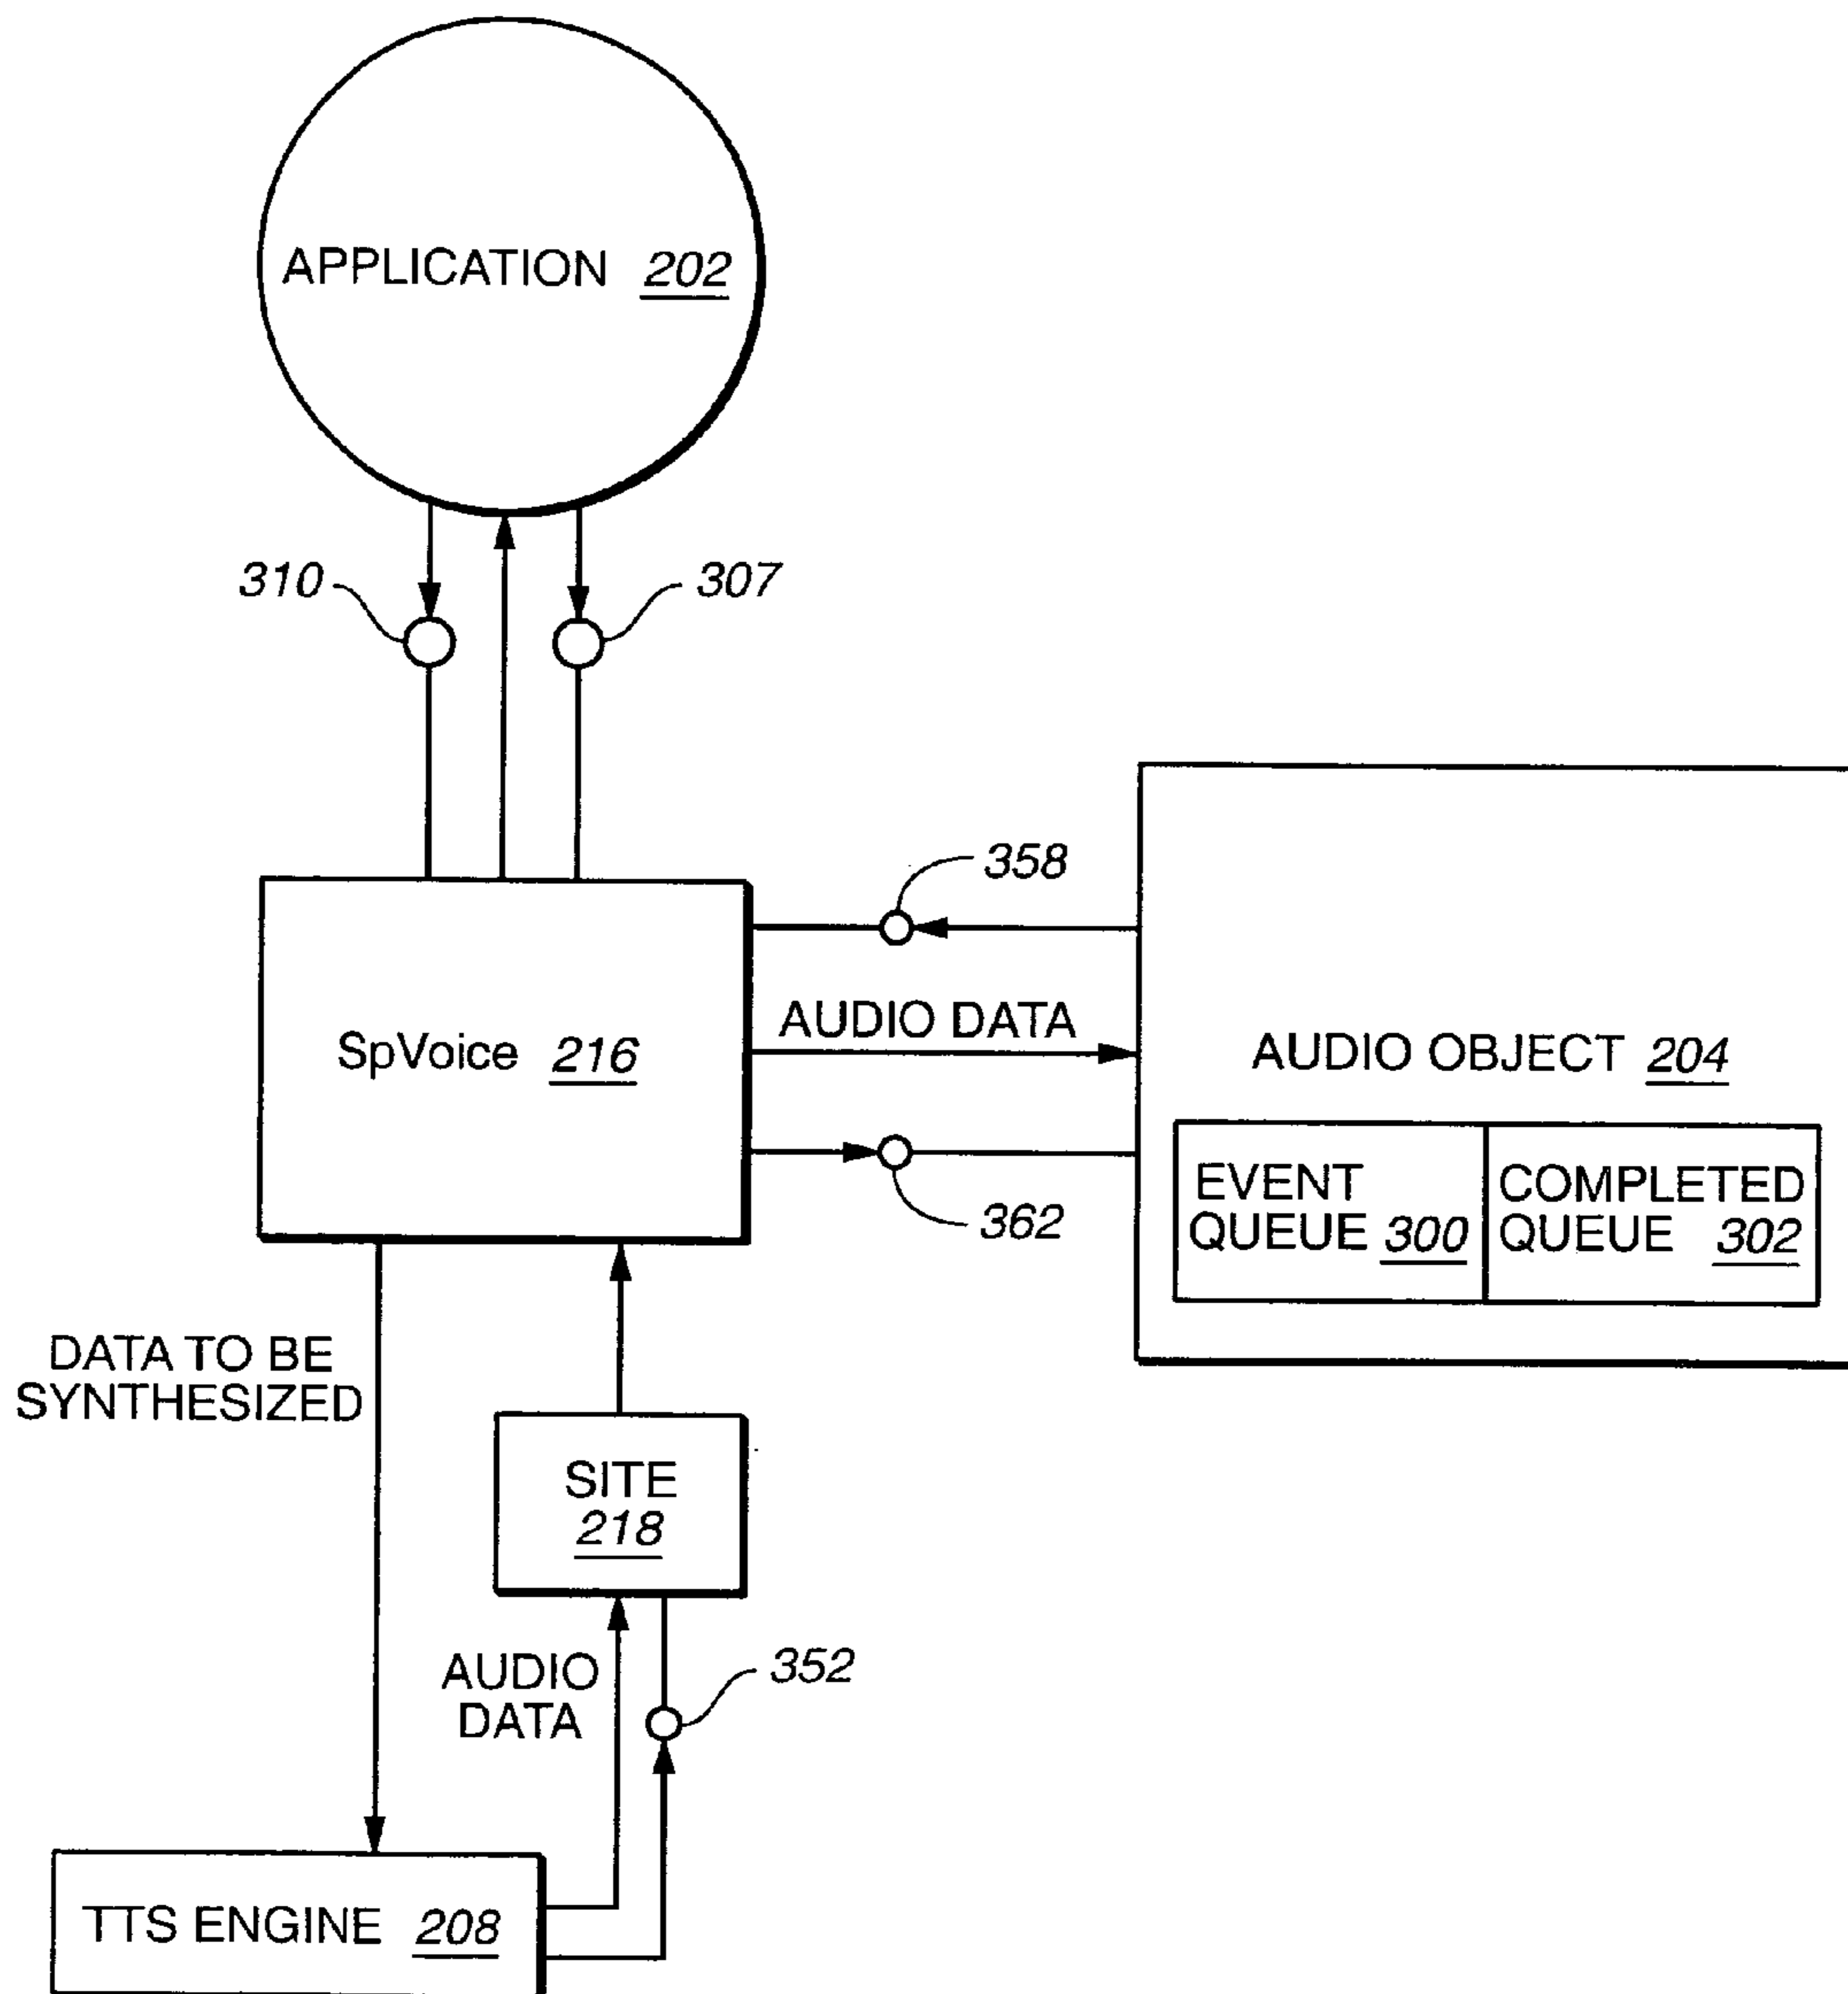 APPLICATION 202
310
307
358
AUDIO DATA
SpVoice 216
AUDIO OBJECT 204
EVENT QUEUE 300
COMPLETED QUEUE 302
362
DATA TO BE
SYNTHESIZED
SITE
218
AUDIO
DATA
352
TTS ENGINE 208